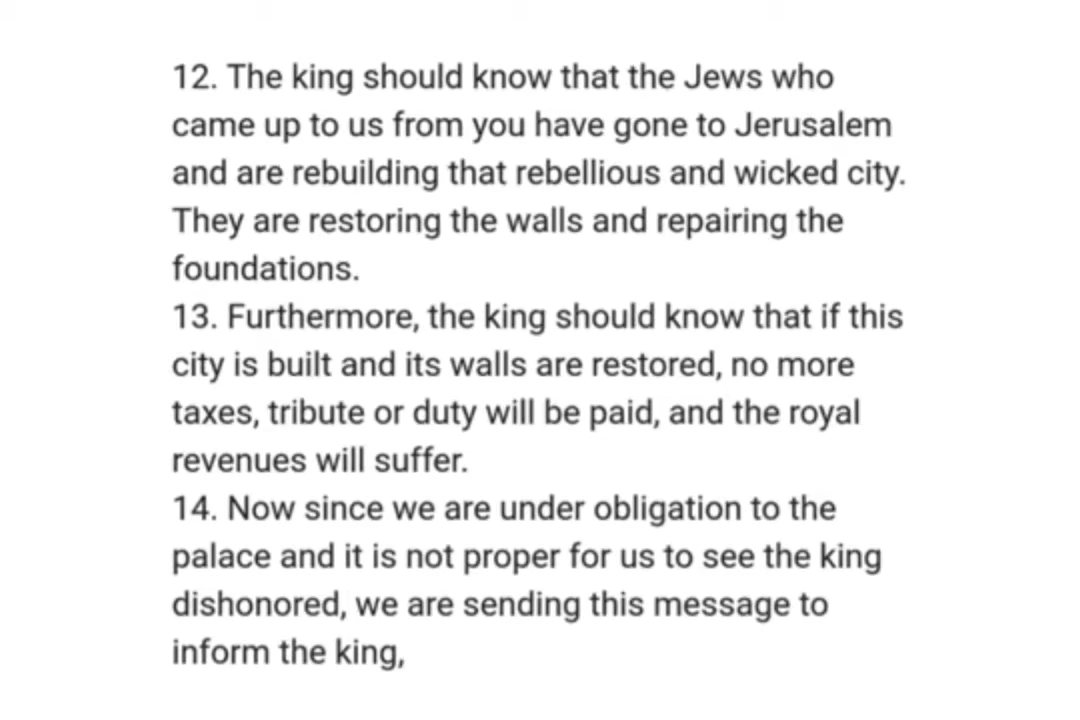 12. The king should know that the Jews who
came up to us from you have gone to Jerusalem
and are rebuilding that rebellious and wicked city.
They are restoring the walls and repairing the
foundations.
13. Furthermore, the king should know that if this
city is built and its walls are restored, no more
taxes, tribute or duty will be paid, and the royal
revenues will suffer.
14. Now since we are under obligation to the
palace and it is not proper for us to see the king
dishonored, we are sending this message to
inform the king,